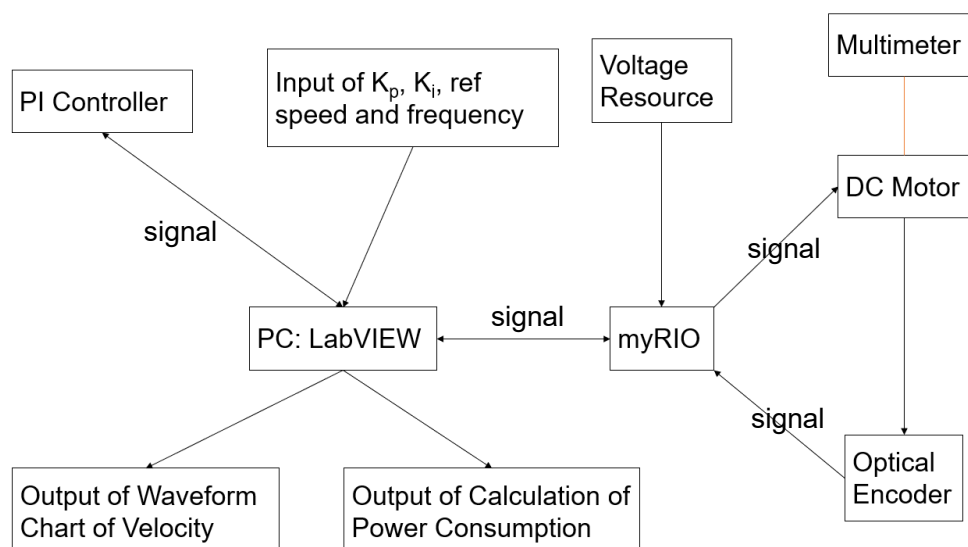 PI Controller
Input of Kp, Ki, ref
speed and frequency
Voltage
Resource
Multimeter
DC Motor
signal
signal
PC: LabVIEW
signal
myRIO
signal
Output of Waveform
Chart of Velocity
Output of Calculation of
Power Consumption
Optical
Encoder